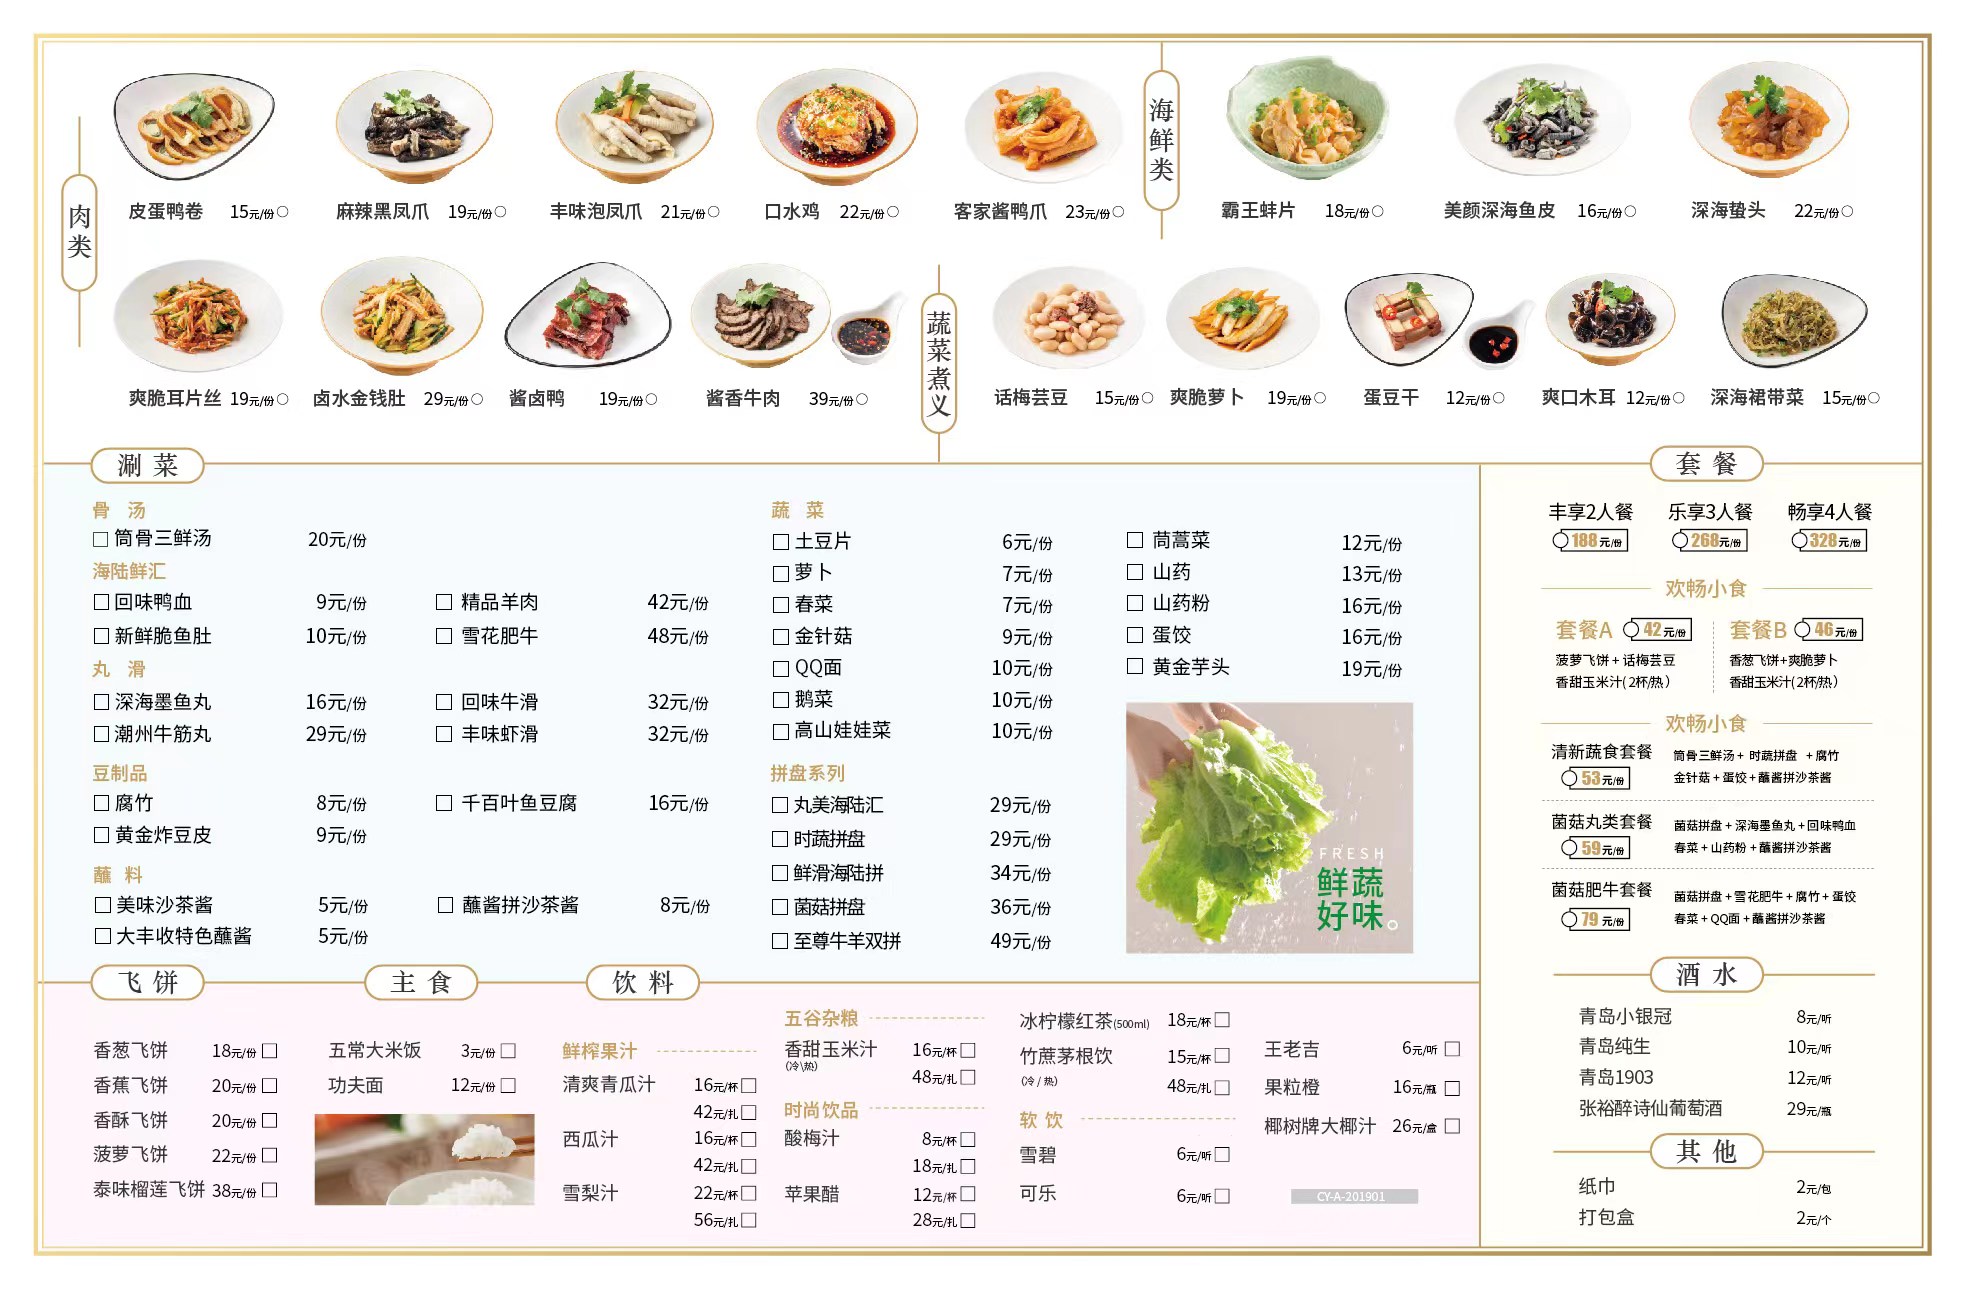 肉类
皮蛋鸭卷 15元/份
麻辣黑凤爪 19元/份
丰味泡凤爪 21元/份
口水鸡 22元/份
客家酱鸭爪 23元/份
爽脆耳片丝 19元/份
卤水金钱肚 29元/份
酱卤鸭 19元/份
酱香牛肉 39元/份
海鲜类
霸王蚌片 18元/份
美颜深海鱼皮 16元/份
深海蛰头 22元/份
蔬菜煮义
话梅芸豆 15元/份
爽脆萝卜 19元/份
蛋豆干 12元/份
爽口木耳 12元/份
深海裙带菜 15元/份
涮菜
骨汤
筒骨三鲜汤 20元/份
海陆鲜汇
回味鸭血 9元/份
精品羊肉 42元/份
新鲜脆鱼肚 10元/份
雪花肥牛 48元/份
丸滑
深海墨鱼丸 16元/份
回味牛滑 32元/份
潮州牛筋丸 29元/份
丰味虾滑 32元/份
豆制品
腐竹 8元/份
千百叶鱼豆腐 16元/份
黄金炸豆皮 9元/份
蘸料
美味沙茶酱 5元/份
蘸酱拼沙茶酱 8元/份
大丰收特色蘸酱 5元/份
蔬菜
土豆片 6元/份
萝卜 7元/份
春菜 7元/份
金针菇 9元/份
QQ面 10元/份
鹅菜 10元/份
高山娃娃菜 10元/份
茼蒿菜 12元/份
山药 13元/份
山药粉 16元/份
蛋饺 16元/份
黄金芋头 19元/份
拼盘系列
丸美海陆汇 29元/份
时蔬拼盘 29元/份
鲜滑海陆拼 34元/份
菌菇拼盘 36元/份
至尊牛羊双拼 49元/份
FRESH
鲜蔬
好味。
套餐
丰享2人餐 乐享3人餐 畅享4人餐
188元/份 268元/份 328元/份
欢畅小食
套餐A 42元/份
菠萝飞饼+话梅芸豆
香甜玉米汁(2杯/热)
套餐B 46元/份
香葱飞饼+爽脆萝卜
香甜玉米汁(2杯/热)
欢畅小食
清新蔬食套餐
53元/份
筒骨三鲜汤+ 时蔬拼盘 +腐竹
金针菇+蛋饺+蘸酱拼沙茶酱
菌菇丸类套餐
59元/份
菌菇拼盘+深海墨鱼丸+回味鸭血
春菜+山药粉+蘸酱拼沙茶酱
菌菇肥牛套餐
79元/份
菌菇拼盘+雪花肥牛+腐竹+蛋饺
春菜+QQ面+蘸酱拼沙茶酱
酒水
青岛小银冠 8元/听
青岛纯生 10元/听
青岛1903 12元/听
张裕醉诗仙葡萄酒 29元/瓶
其他
纸巾 2元/包
打包盒 2元/个
飞饼
香葱飞饼 18元/份
香蕉飞饼 20元/份
香酥飞饼 20元/份
菠萝飞饼 22元/份
泰味榴莲飞饼 38元/份
主食
五常大米饭 3元/份
功夫面 12元/份
饮料
鲜榨果汁
清爽青瓜汁 16元/杯
42元/扎
西瓜汁 16元/杯
42元/扎
雪梨汁 22元/杯
56元/扎
五谷杂粮
香甜玉米汁 16元/杯
(冷\热)
48元/扎
时尚饮品
酸梅汁 8元/杯
18元/扎
苹果醋 12元/杯
28元/扎
冰柠檬红茶(500ml) 18元/杯
竹蔗茅根饮 15元/杯
(冷/热)
48元/扎
软饮
雪碧 6元/听
可乐 6元/听
王老吉 6元/听
果粒橙 16元/瓶
椰树牌大椰汁 26元/盒
CY-A-201901